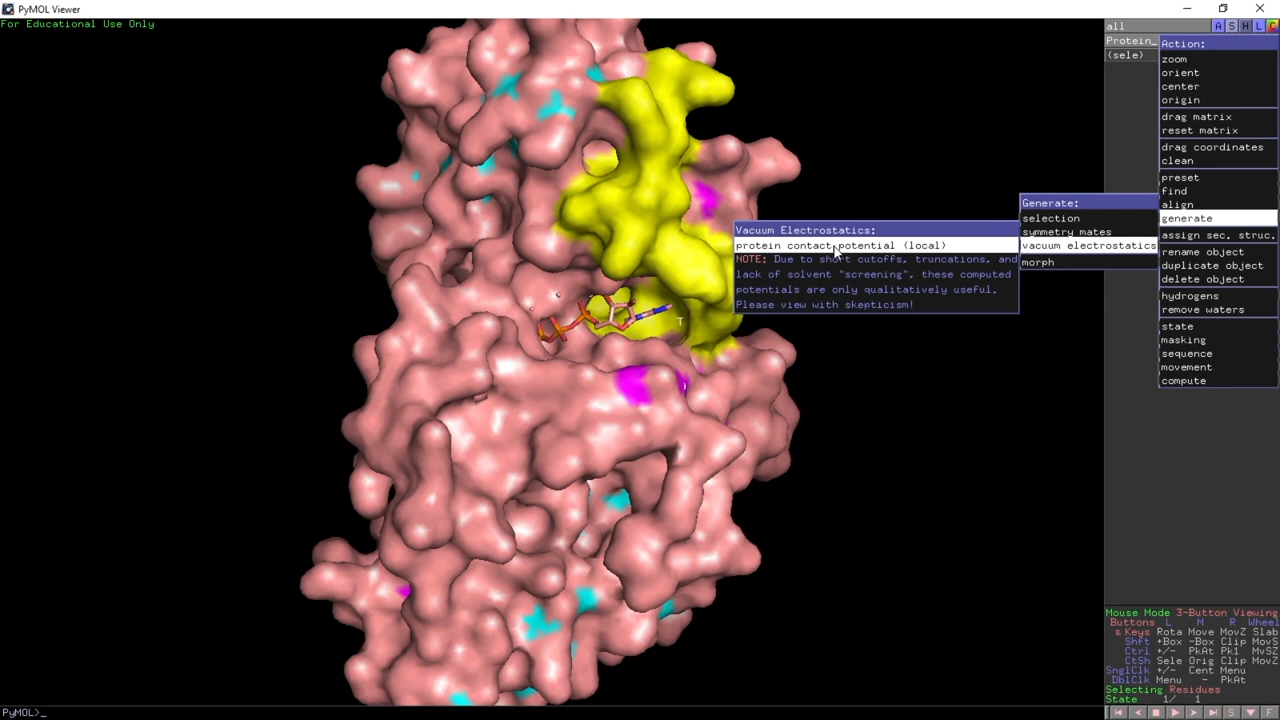 PyMOL Viewer
For Educational Use Only
all A S H L C
Protein_
(sele)
Action:
zoom
orient
center
origin
drag matrix
reset matrix
drag coordinates
clean
preset
find
align
generate
assign sec. struc.
rename object
duplicate object
delete object
hydrogens
remove waters
state
masking
sequence
movement
compute
Generate:
selection
symmetry mates
vacuum electrostatics
morph
Vacuum Electrostatics:
protein contact potential (local)
NOTE: Due to short cutoffs, truncations, and
lack of solvent "screening", these computed
potentials are only qualitatively useful.
Please view with skepticism!
T
Mouse Mode 3-Button Viewing
Buttons L M R Wheel
& Keys Rota Move MovZ Slab
Shft +Box -Box Clip MovS
Ctrl +/- PkAt Pk1 MvSZ
CtSh Sele Orig Clip MovZ
SnglClk +/- Cent Menu
DblClk Menu - PkAt
Selecting Residues
State 1/ 1
PyMOL>_
S F